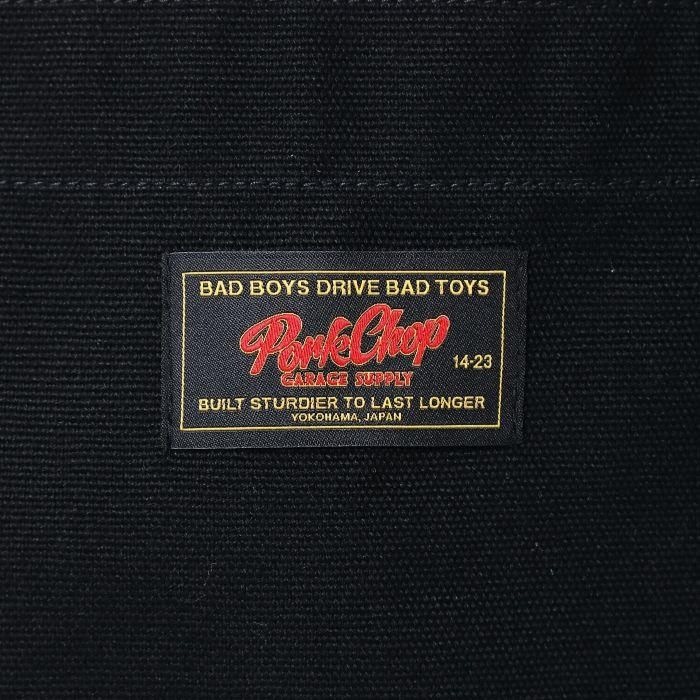 BAD BOYS DRIVE BAD TOYS
PorkChop
GARAGE SUPPLY
14-23
BUILT STURDIER TO LAST LONGER
YOKOHAMA, JAPAN